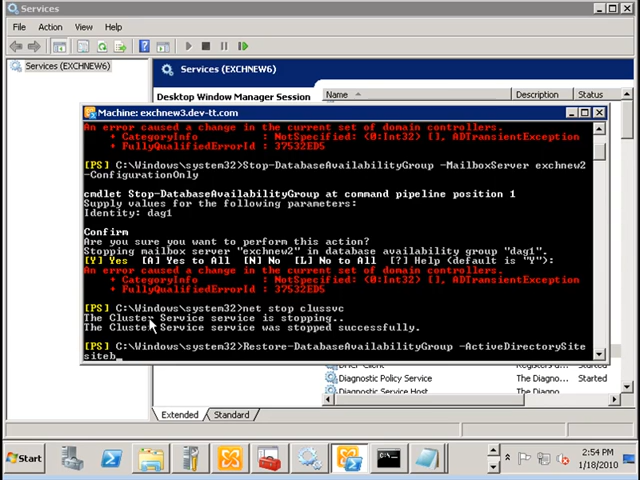 Services
File Action View Help
Services (EXCHNEW6)
Services (EXCHNEW6)
Desktop Window Manager Session
Name Description Status
Machine: exchnew3.dev-tt.com
An error caused a change in the current set of domain controllers.
+ CategoryInfo : NotSpecified: (0:Int32) [], ADTransientException
+ FullyQualifiedErrorId : 37532ED5
[PS] C:\Windows\system32>Stop-DatabaseAvailabilityGroup -MailboxServer exchnew2
-ConfigurationOnly
cmdlet Stop-DatabaseAvailabilityGroup at command pipeline position 1
Supply values for the following parameters:
Identity: dag1
Confirm
Are you sure you want to perform this action?
Stopping mailbox server "exchnew2" in database availability group "dag1".
[Y] Yes [A] Yes to All [N] No [L] No to All [?] Help (default is "Y"):
An error caused a change in the current set of domain controllers.
+ CategoryInfo : NotSpecified: (0:Int32) [], ADTransientException
+ FullyQualifiedErrorId : 37532ED5
[PS] C:\Windows\system32>net stop clussvc
The Cluster Service service is stopping..
The Cluster Service service was stopped successfully.
[PS] C:\Windows\system32>Restore-DatabaseAvailabilityGroup -ActiveDirectorySite
siteb_
Diagnostic Policy Service The Diagno... Started
Diagnostic Service Host The Diagno...
Extended Standard
Start
2:54 PM
1/18/2010